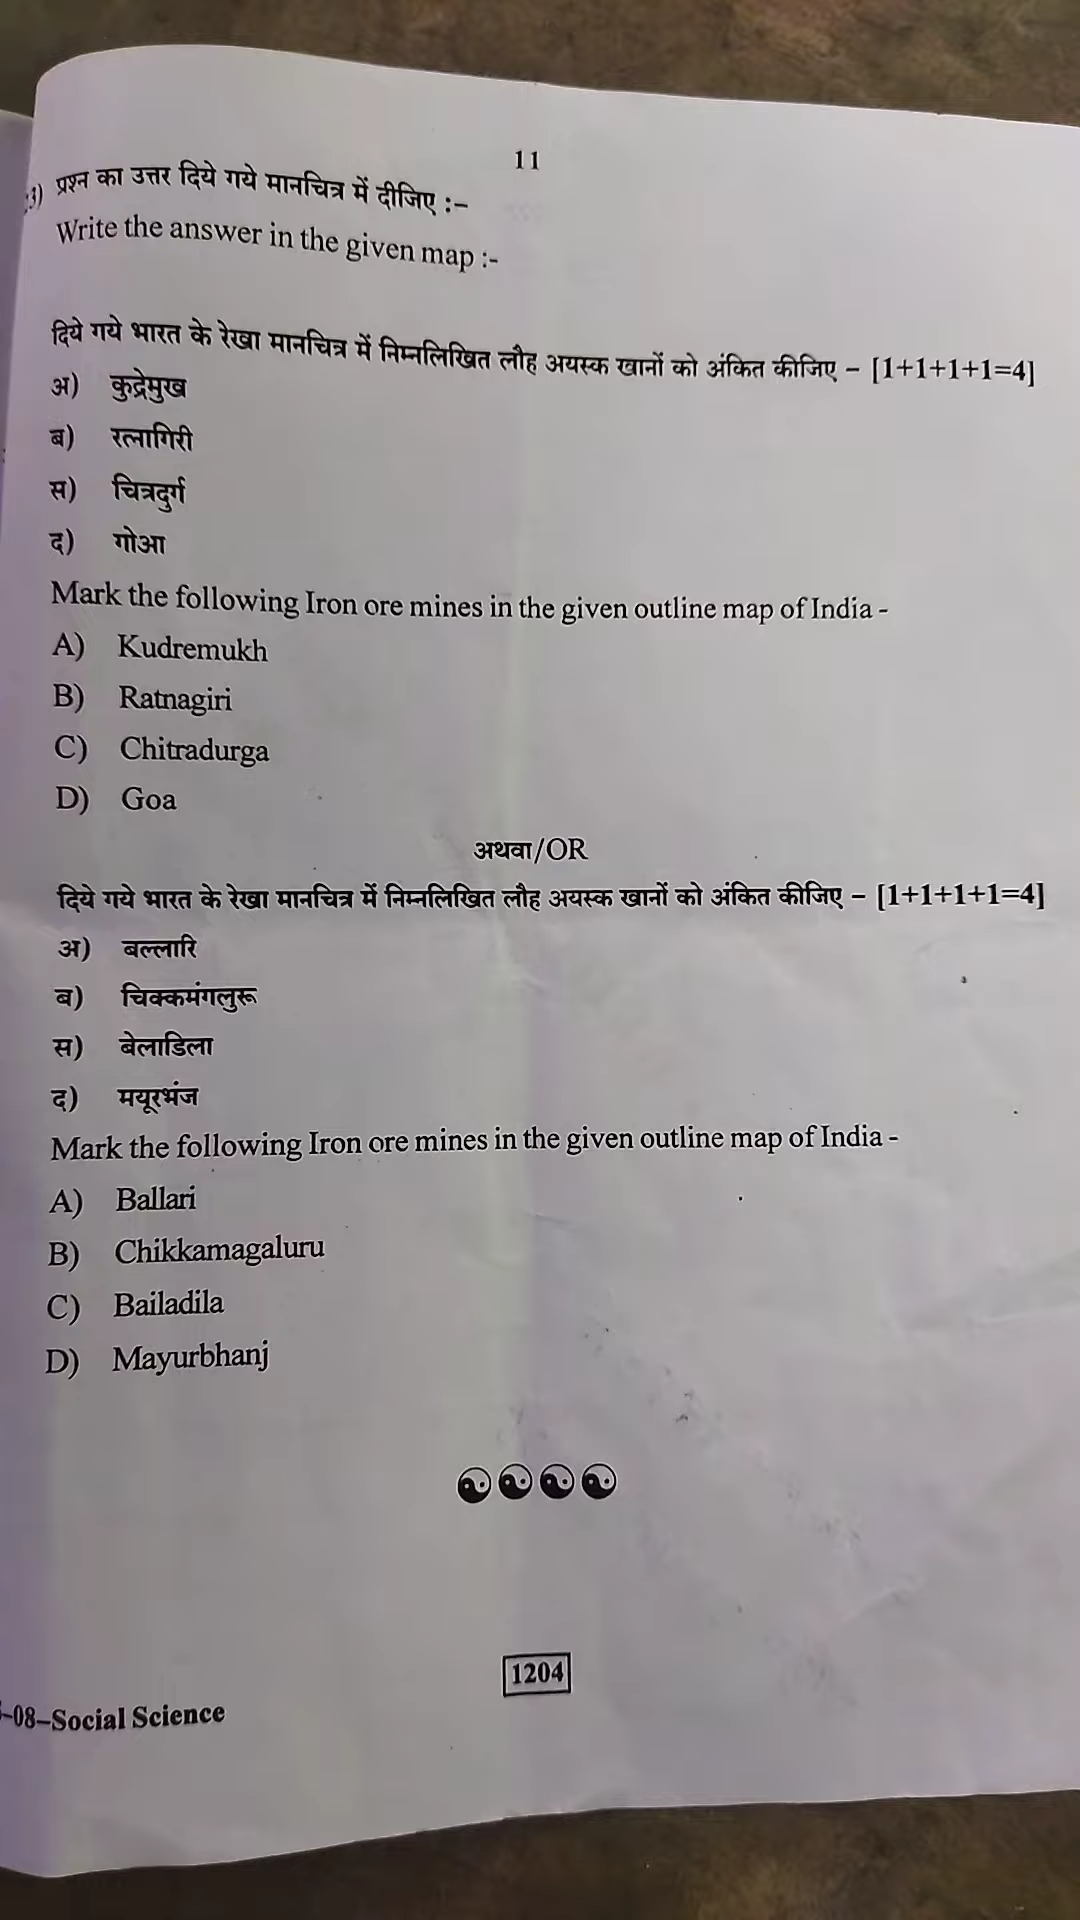 11
3) प्रश्न का उत्तर दिये गये मानचित्र में दीजिए :–
Write the answer in the given map :-
दिये गये भारत के रेखा मानचित्र में निम्नलिखित लौह अयस्क खानों को अंकित कीजिए – [1+1+1+1=4]
अ) कुद्रेमुख
ब) रत्नागिरी
स) चित्रदुर्ग
द) गोआ
Mark the following Iron ore mines in the given outline map of India -
A) Kudremukh
B) Ratnagiri
C) Chitradurga
D) Goa
अथवा/OR
दिये गये भारत के रेखा मानचित्र में निम्नलिखित लौह अयस्क खानों को अंकित कीजिए – [1+1+1+1=4]
अ) बल्लारि
ब) चिक्कमंगलुरू
स) बेलाडिला
द) मयूरभंज
Mark the following Iron ore mines in the given outline map of India -
A) Ballari
B) Chikkamagaluru
C) Bailadila
D) Mayurbhanj
1204
–08–Social Science